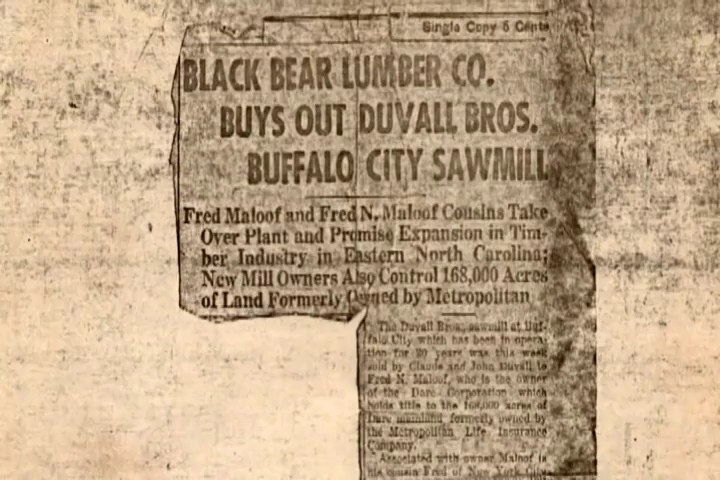 Single Copy 5 Cents
BLACK BEAR LUMBER CO.
BUYS OUT DUVALL BROS.
BUFFALO CITY SAWMILL
Fred Maloof and Fred N. Maloof Cousins Take
Over Plant and Promise Expansion in Tim-
ber Industry in Eastern North Carolina;
New Mill Owners Also Control 168,000 Acres
of Land Formerly Owned by Metropolitan
The Duvall Bros. sawmill at Buf-
falo City which has been in opera-
tion for 20 years was this week
sold by Claude and John Duvall to
Fred N. Maloof, who is the owner
of the Dare Corporation which
holds title to the 168,000 acres of
Dare mainland formerly owned by
the Metropolitan Life Insurance
Company.
Associated with owner Maloof is
his cousin Fred of New York City